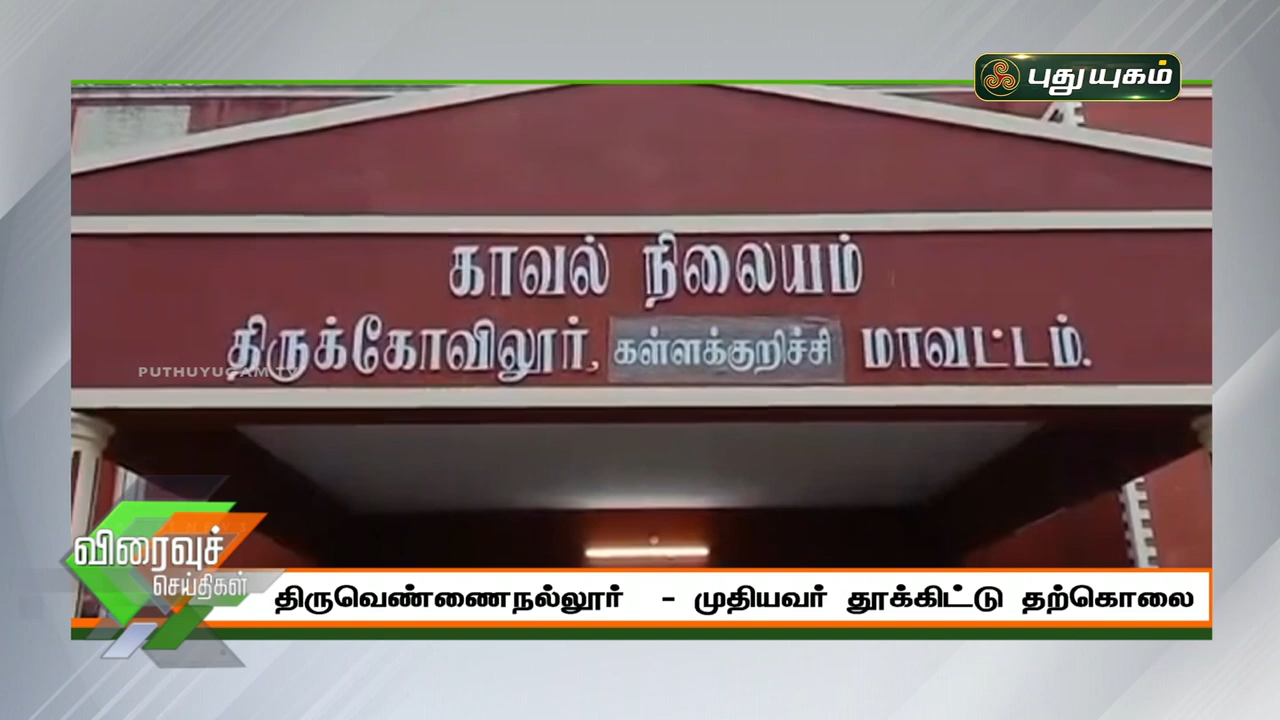 புதுயுகம்
காவல் நிலையம்
திருக்கோவிலூர், கள்ளக்குறிச்சி மாவட்டம்.
PUTHUYUGAM TV
விரைவுச்
செய்திகள்
திருவெண்ணைநல்லூர் - முதியவர் தூக்கிட்டு தற்கொலை